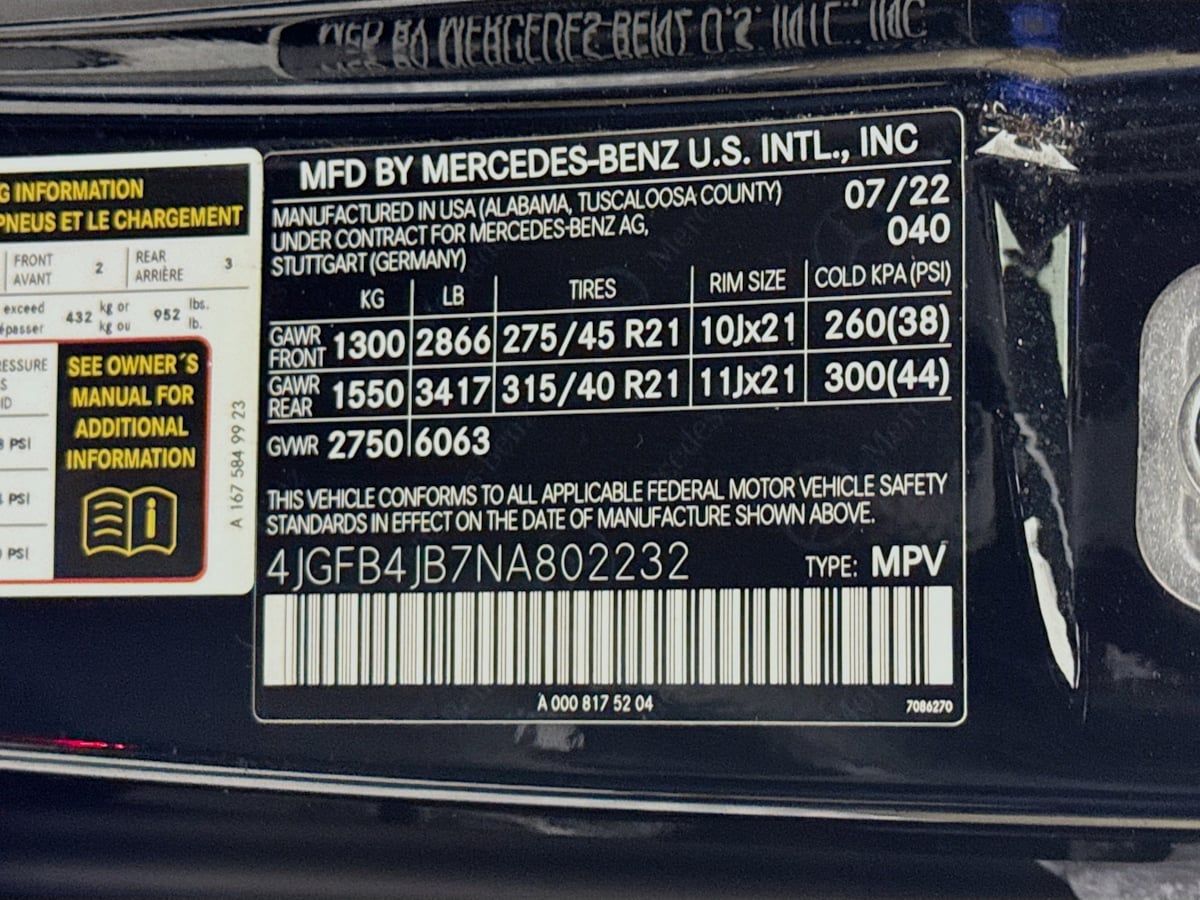 G INFORMATION
PNEUS ET LE CHARGEMENT
FRONT
AVANT
2
REAR
ARRIÈRE
3
exceed
432
kg or
kg ou
952
lbs.
lb.
SEE OWNER´S
MANUAL FOR
ADDITIONAL
INFORMATION
PSI
PSI
PSI
A 167 584 99 23
MFD BY MERCEDES-BENZ U.S. INTL., INC
MANUFACTURED IN USA (ALABAMA, TUSCALOOSA COUNTY) 07/22
UNDER CONTRACT FOR MERCEDES-BENZ AG, 040
STUTTGART (GERMANY)
KG LB TIRES RIM SIZE COLD KPA (PSI)
GAWR FRONT 1300 2866 275/45 R21 10Jx21 260(38)
GAWR REAR 1550 3417 315/40 R21 11Jx21 300(44)
GVWR 2750 6063
THIS VEHICLE CONFORMS TO ALL APPLICABLE FEDERAL MOTOR VEHICLE SAFETY
STANDARDS IN EFFECT ON THE DATE OF MANUFACTURE SHOWN ABOVE.
4JGFB4JB7NA802232 TYPE: MPV
A 000 817 52 04 7086270